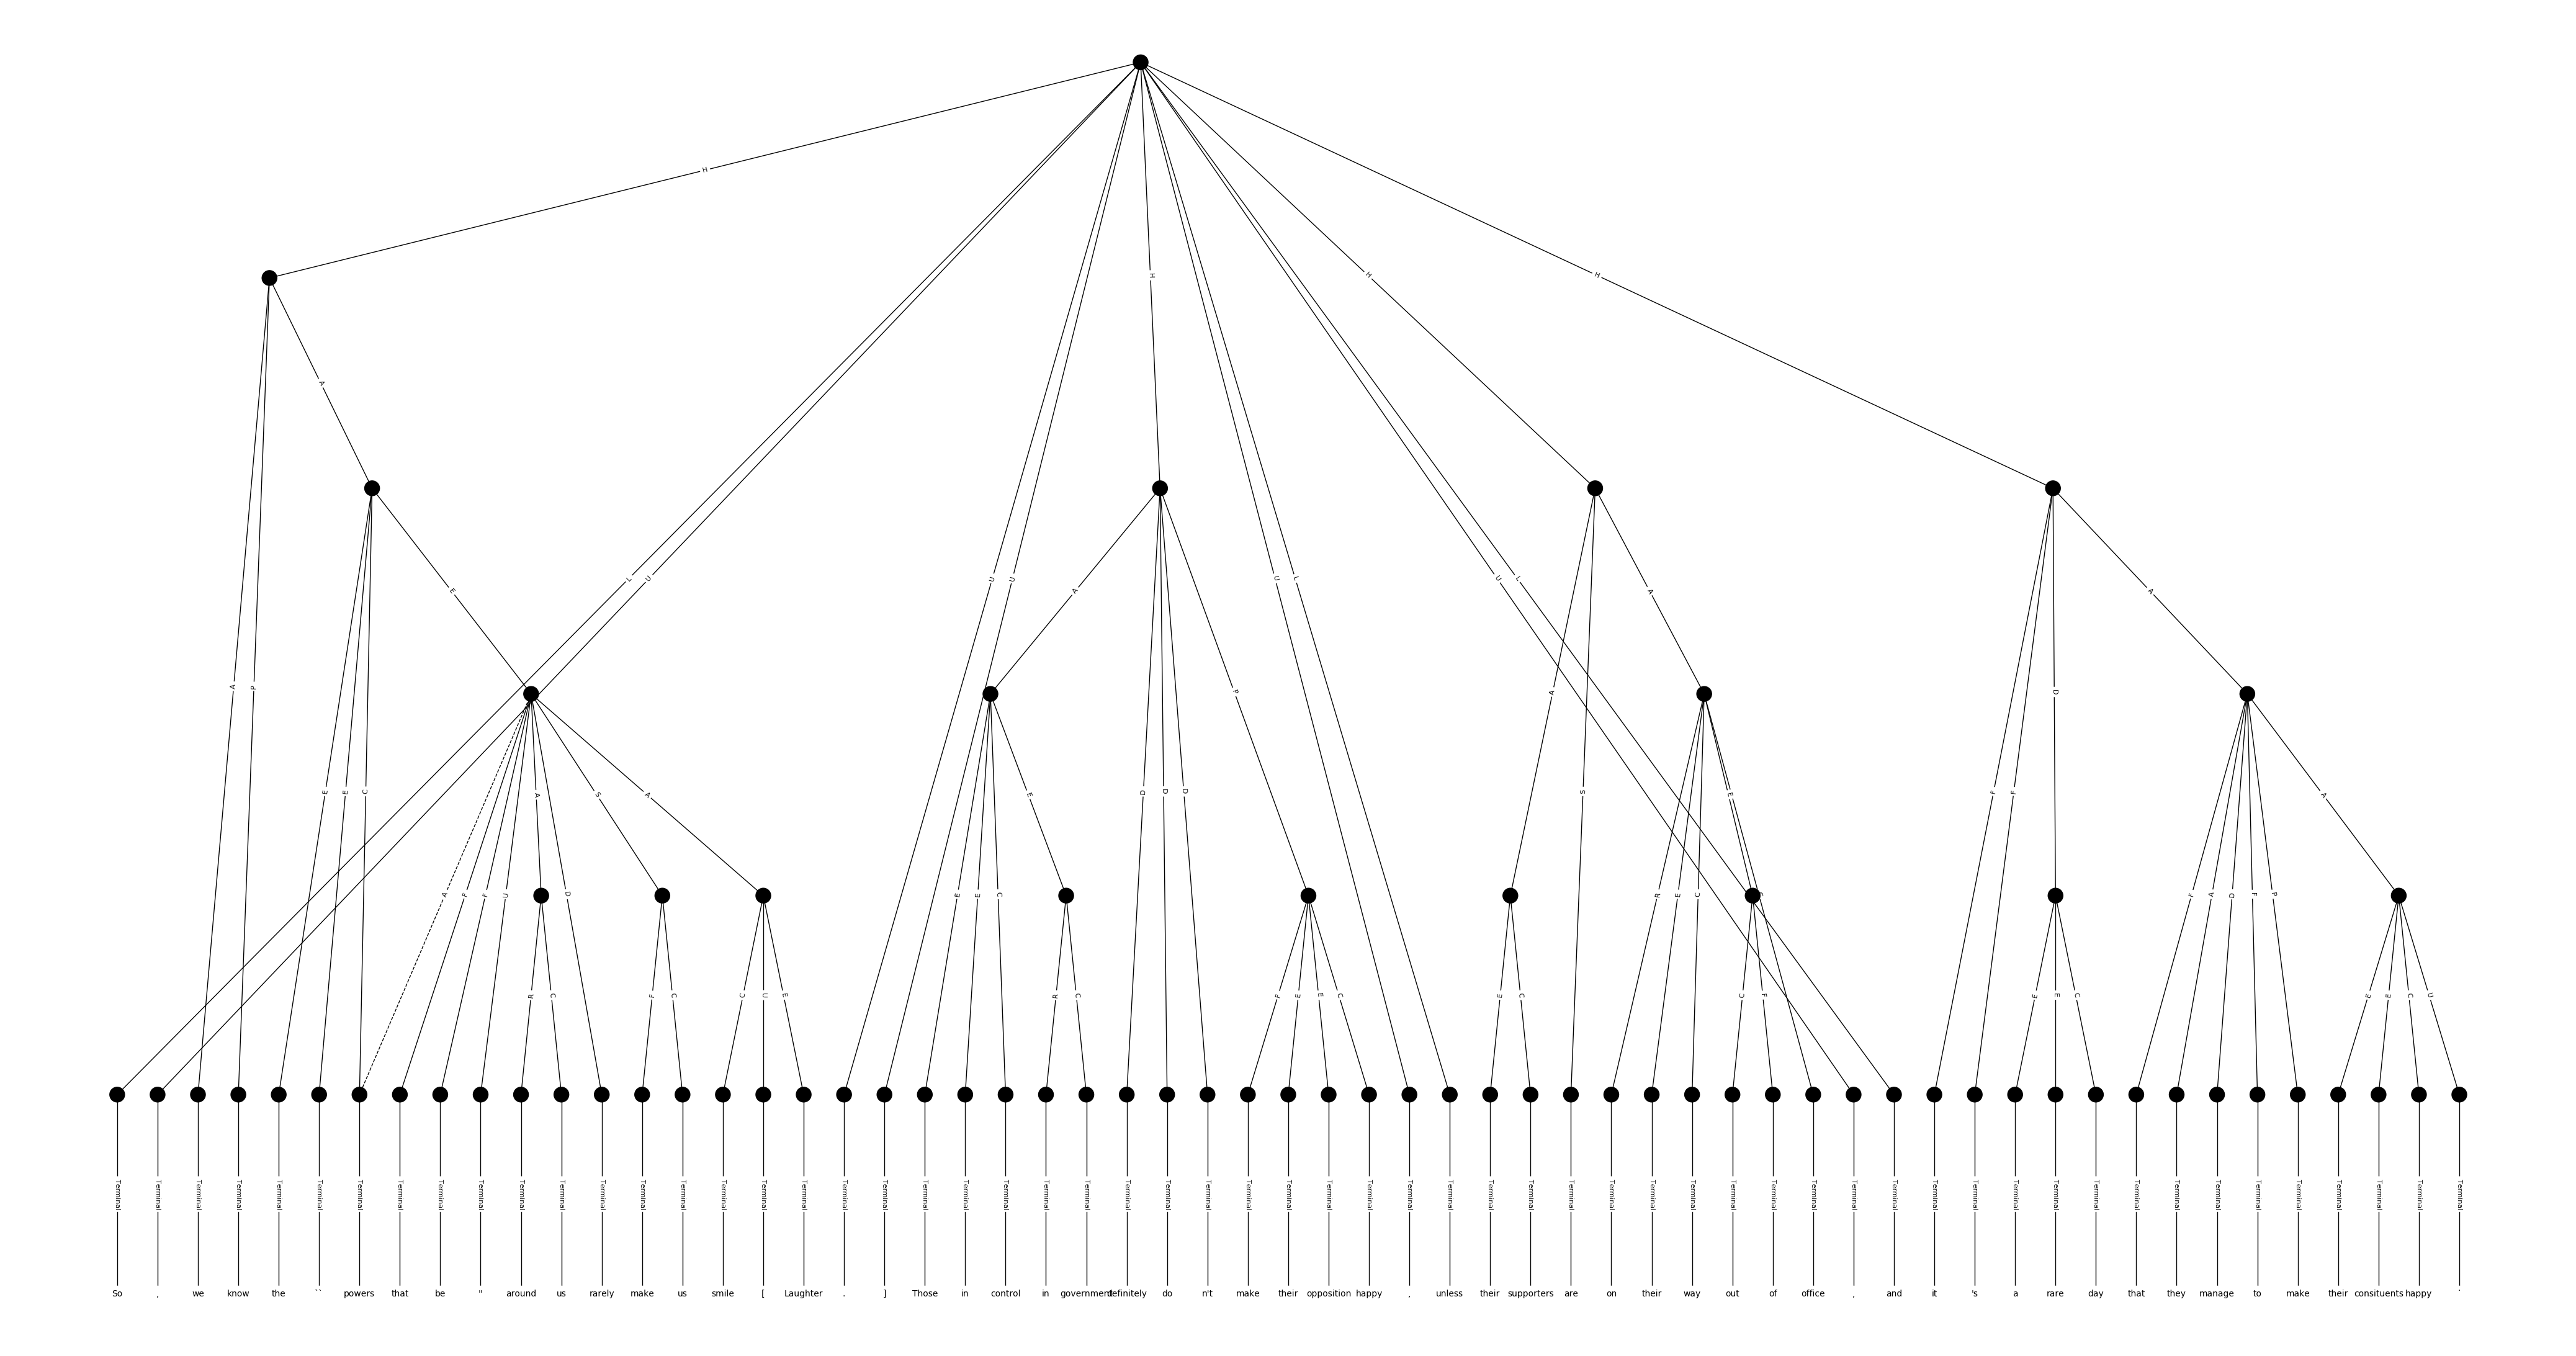 H
H H H
A
L U U U U L U L
E A A A
A P P A D
E E C D D D S F F A
A S A E E F F U A D E E C R E C E F A D F P
R C F C C U E R C F E E C E C C F E E C E E C U
Terminal Terminal Terminal Terminal Terminal Terminal Terminal Terminal Terminal Terminal Terminal Terminal Terminal Terminal Terminal Terminal Terminal Terminal Terminal Terminal Terminal Terminal Terminal Terminal Terminal Terminal Terminal Terminal Terminal Terminal Terminal Terminal Terminal Terminal Terminal Terminal Terminal Terminal Terminal Terminal Terminal Terminal Terminal Terminal Terminal Terminal Terminal Terminal Terminal Terminal Terminal Terminal Terminal Terminal Terminal Terminal Terminal Terminal Terminal
So , we know the `` powers that be " around us rarely make us smile [ Laughter . ] Those in control in government definitely do n't make their opposition happy , unless their supporters are on their way out of office , and it 's a rare day that they manage to make their consituents happy .